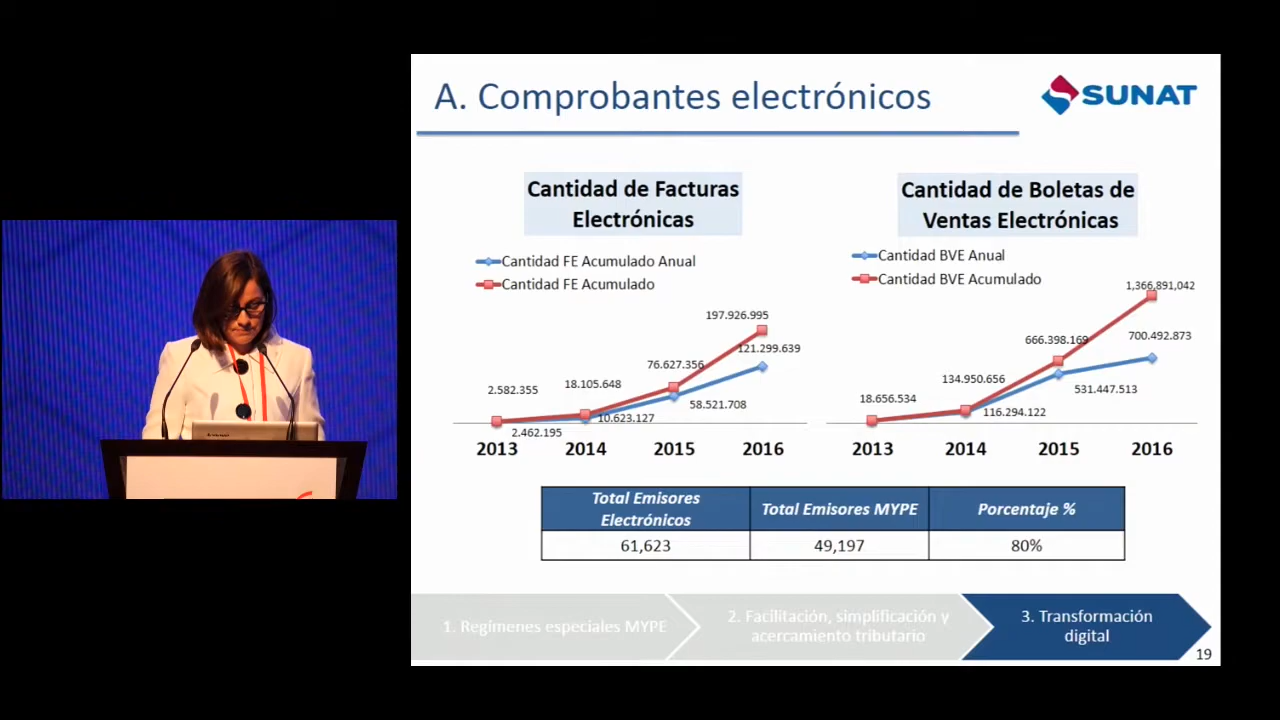 A. Comprobantes electrónicos
SUNAT
Cantidad de Facturas
Electrónicas
Cantidad FE Acumulado Anual
Cantidad FE Acumulado
197.926.995
121.299.639
76.627.356
58.521.708
18.105.648
10.623.127
2.582.355
2.462.195
2013 2014 2015 2016
Cantidad de Boletas de
Ventas Electrónicas
Cantidad BVE Anual
Cantidad BVE Acumulado
1,366,891,042
700.492.873
666.398.169
531.447.513
134.950.656
116.294.122
18.656.534
2013 2014 2015 2016
Total Emisores
Electrónicos
Total Emisores MYPE
Porcentaje %
61,623 49,197 80%
1. Regímenes especiales MYPE
2. Facilitación, simplificación y
acercamiento tributario
3. Transformación
digital
19